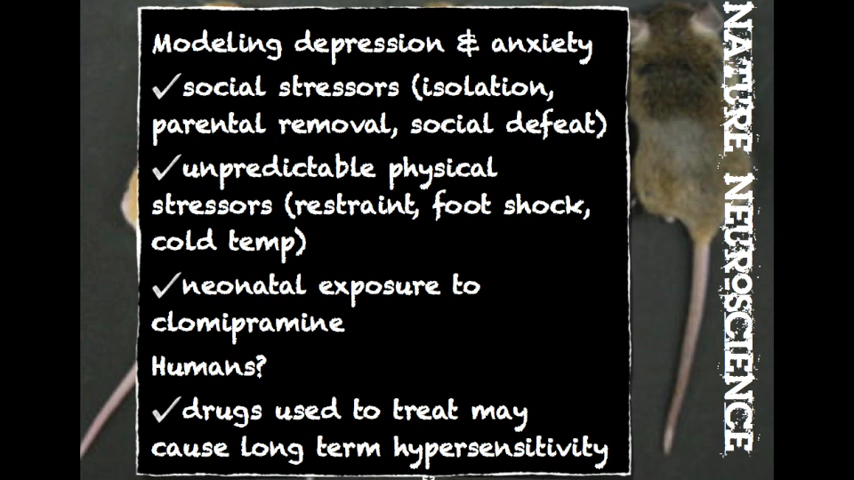 Modeling depression & anxiety
✓social stressors (isolation,
parental removal, social defeat)
✓unpredictable physical
stressors (restraint, foot shock,
cold temp)
✓neonatal exposure to
clomipramine
Humans?
✓drugs used to treat may
cause long term hypersensitivity
NATURE NEUROSCIENCE